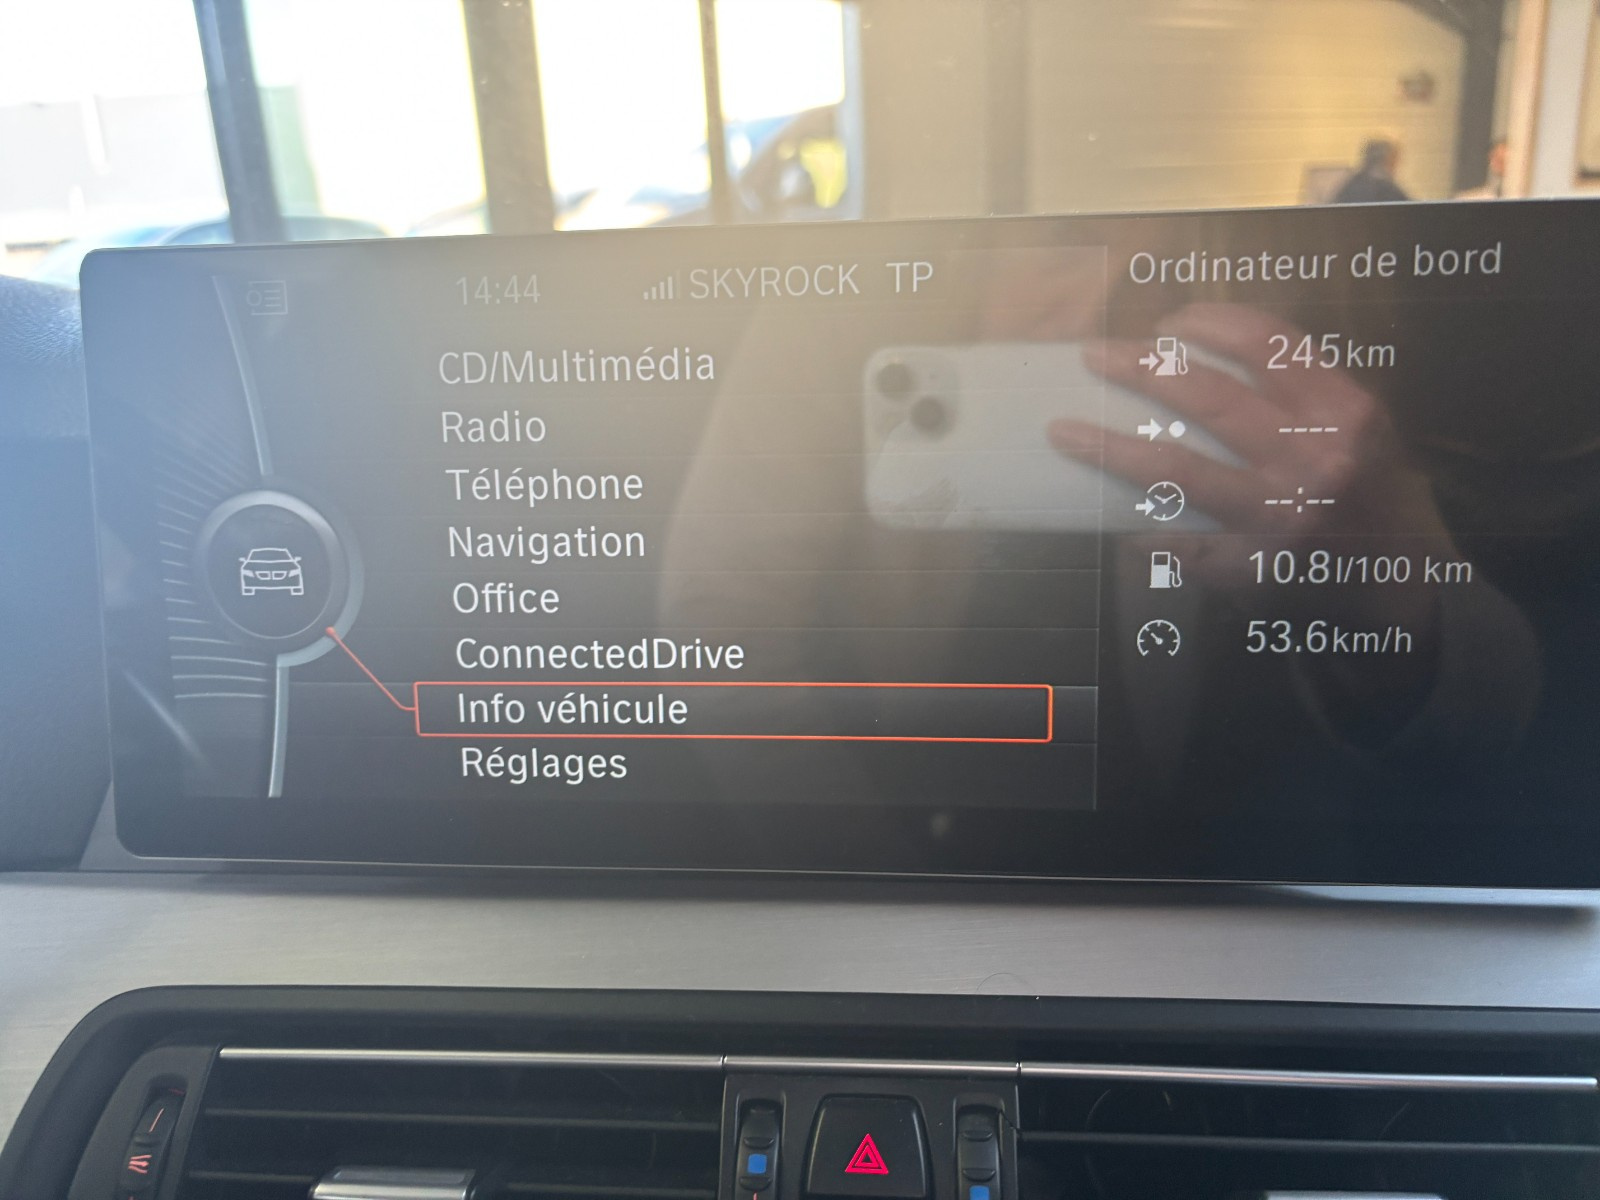 14:44 SKYROCK TP
CD/Multimédia
Radio
Téléphone
Navigation
Office
ConnectedDrive
Info véhicule
Réglages
Ordinateur de bord
245km
----
--:--
10.8l/100 km
53.6km/h